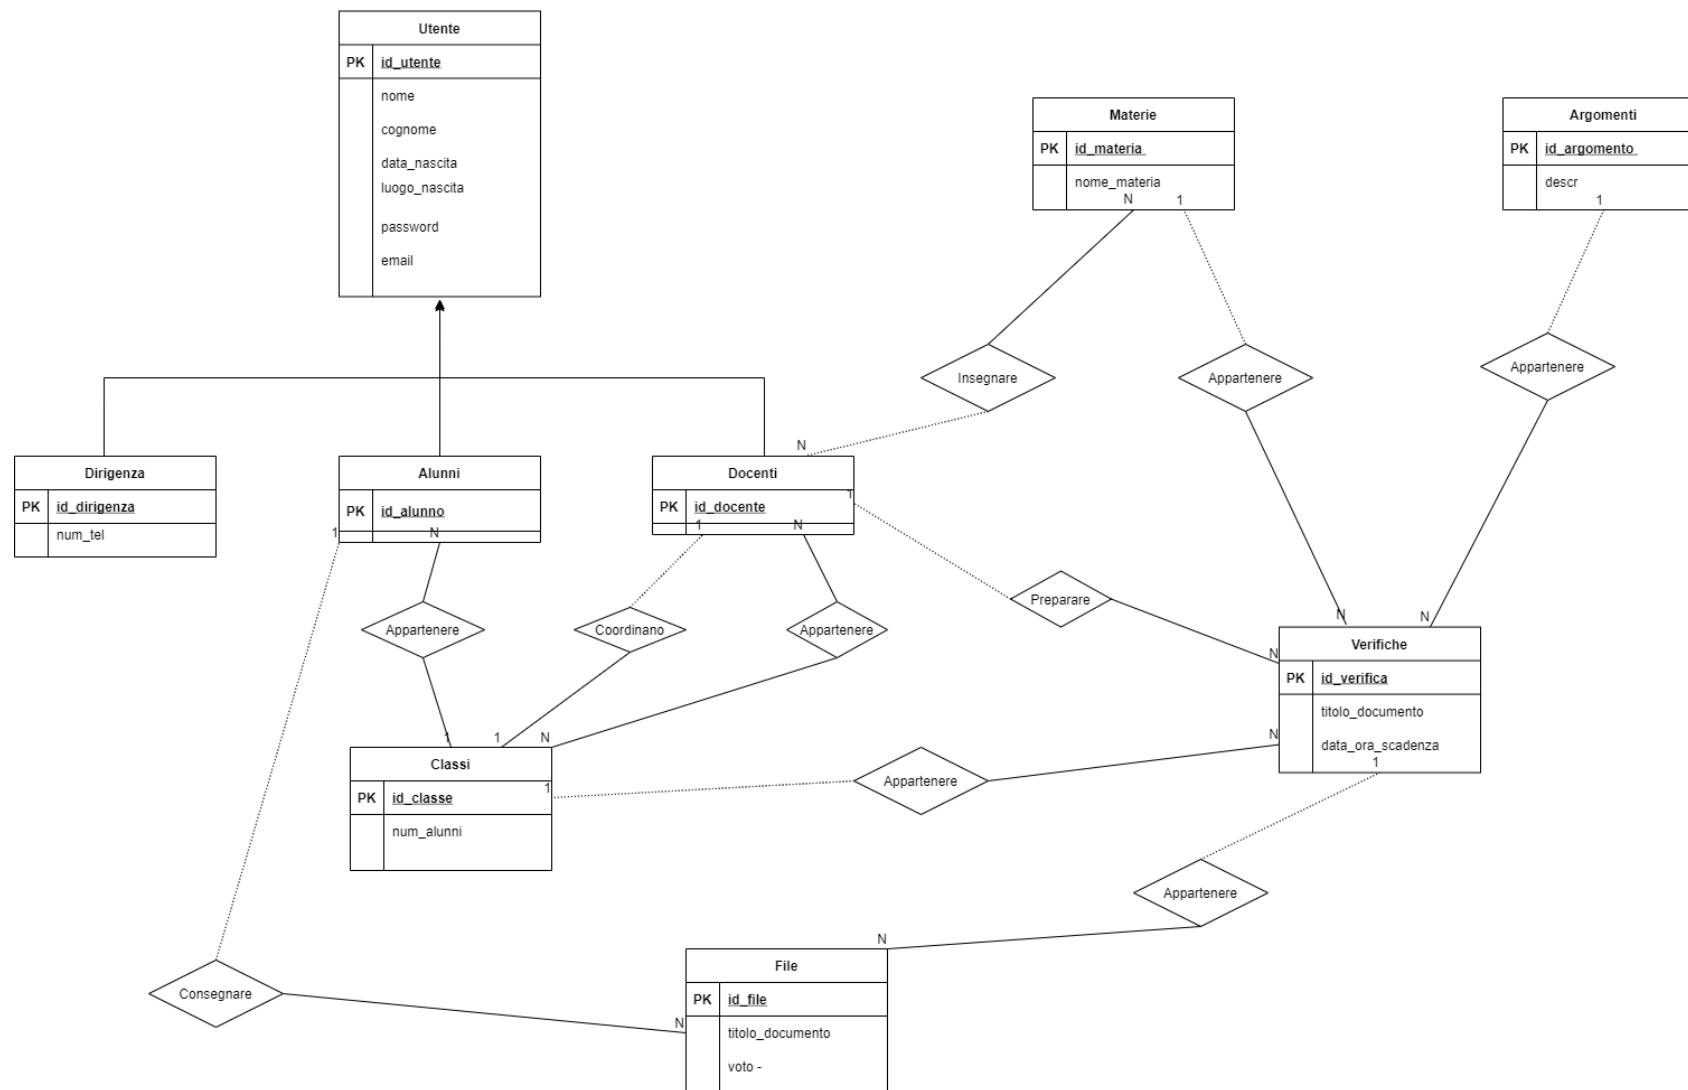 Utente
PK id_utente
nome
cognome
data_nascita
luogo_nascita
password
email
Materie
PK id_materia
nome_materia
N 1
Argomenti
PK id_argomento
descr
1
Insegnare
Appartenere
Appartenere
N
Dirigenza
PK id_dirigenza
num_tel
Alunni
PK id_alunno
1 N
Docenti
PK id_docente
1
1 N
Appartenere
Coordinano
Appartenere
Preparare
N
N
N
Verifiche
PK id_verifica
titolo_documento
data_ora_scadenza
N
1
1
1
N
Classi
PK id_classe
1
num_alunni
Appartenere
Appartenere
Consegnare
N
N
File
PK id_file
titolo_documento
voto -